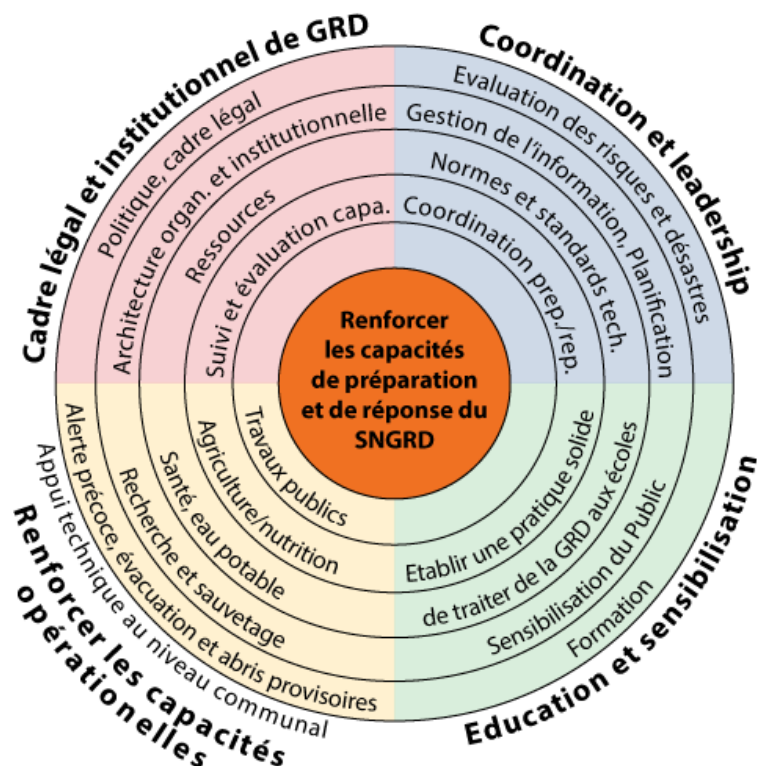 Cadre légal et institutionnel de GRD
Politique, cadre légal
Architecture organ. et institutionnelle
Ressources
Suivi et évaluation capa.
Coordination et leadership
Evaluation des risques et désastres
Gestion de l'information, Planification
Normes et standards tech.
Coordination prep./rep.
Renforcer
les capacités
de préparation
et de réponse du
SNGRD
Travaux publics
Agriculture/nutrition
Santé, eau potable
Recherche et sauvetage
Alerte précoce, évacuation et abris provisoires
Appui technique au niveau communal
Renforcer les capacités
opérationelles
Etablir une pratique solide
de traiter de la GRD aux écoles
Sensibilisation du Public
Formation
Education et sensibilisation